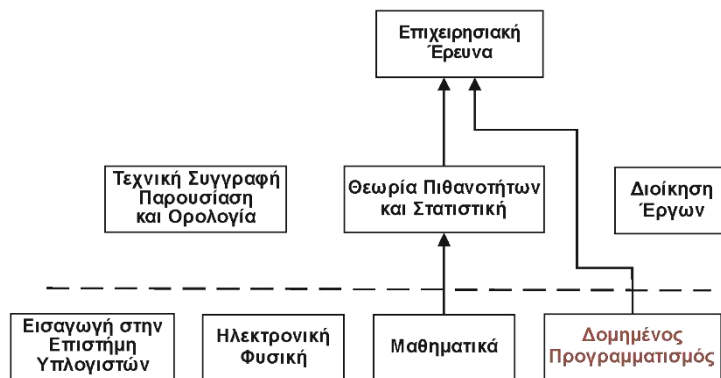 Επιχειρησιακή
Έρευνα
Τεχνική Συγγραφή
Παρουσίαση
και Ορολογία
Θεωρία Πιθανοτήτων
και Στατιστική
Διοίκηση
Έργων
Εισαγωγή στην
Επιστήμη
Υπλογιστών
Ηλεκτρονική
Φυσική
Μαθηματικά
Δομημένος
Προγραμματισμός